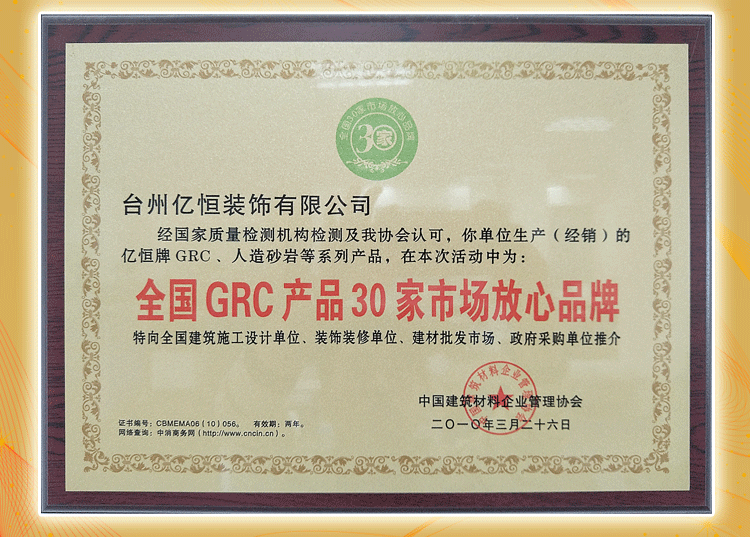 全国30家市场放心品牌
30家
台州亿恒装饰有限公司
经国家质量检测机构检测及我协会认可，你单位生产（经销）的
亿恒牌 GRC、人造砂岩等系列产品，在本次活动中为：
全国 GRC 产品 30 家市场放心品牌
特向全国建筑施工设计单位、装饰装修单位、建材批发市场、政府采购单位推介
中国建筑材料企业管理协会
二〇一〇年三月二十六日
证书编号：CBMEMA06（10）056。 有效期：两年。
网络查询：中消商务网（http://www.cncin.cn）。